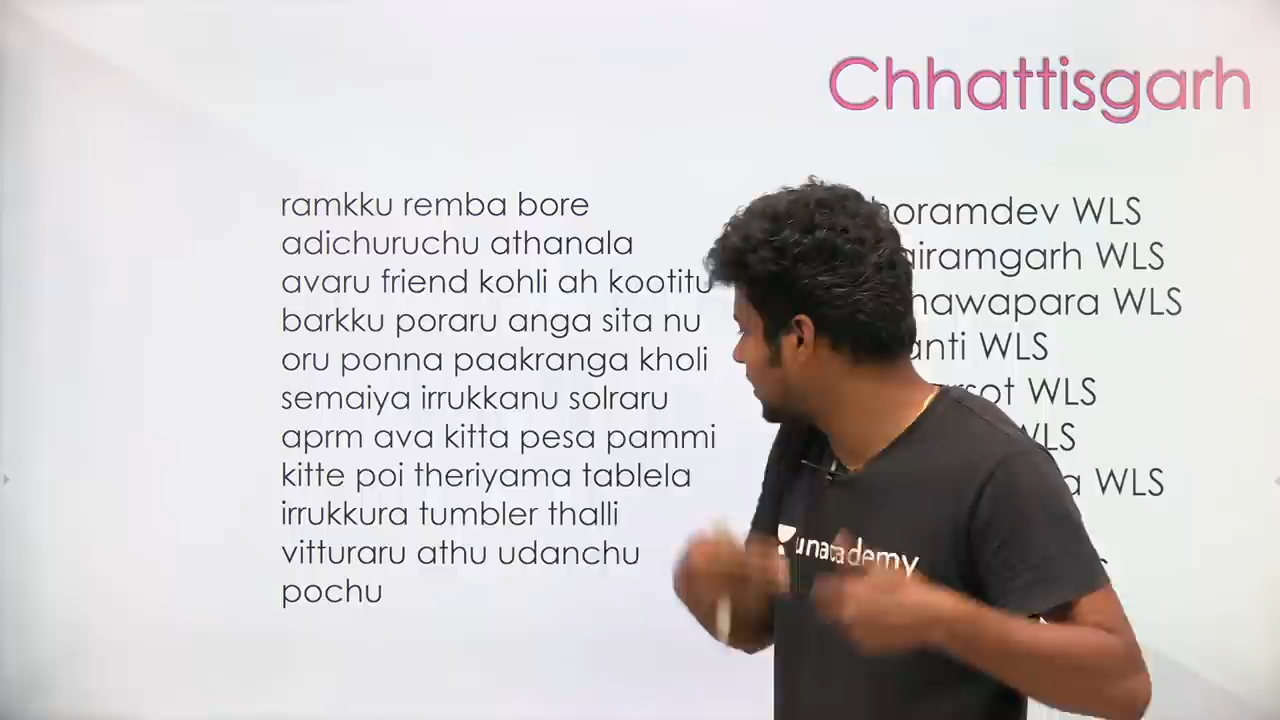 Chhattisgarh
ramkku remba bore
adichuruchu athanala
avaru friend kohli ah kootitu
barkku poraru anga sita nu
oru ponna paakranga kholi
semaiya irrukkanu solraru
aprm ava kitta pesa pammi
kitte poi theriyama tablela
irrukkura tumbler thalli
vitturaru athu udanchu
pochu
WLS
WLS
WLS
WLS
WLS
WLS
WLS
unacademy